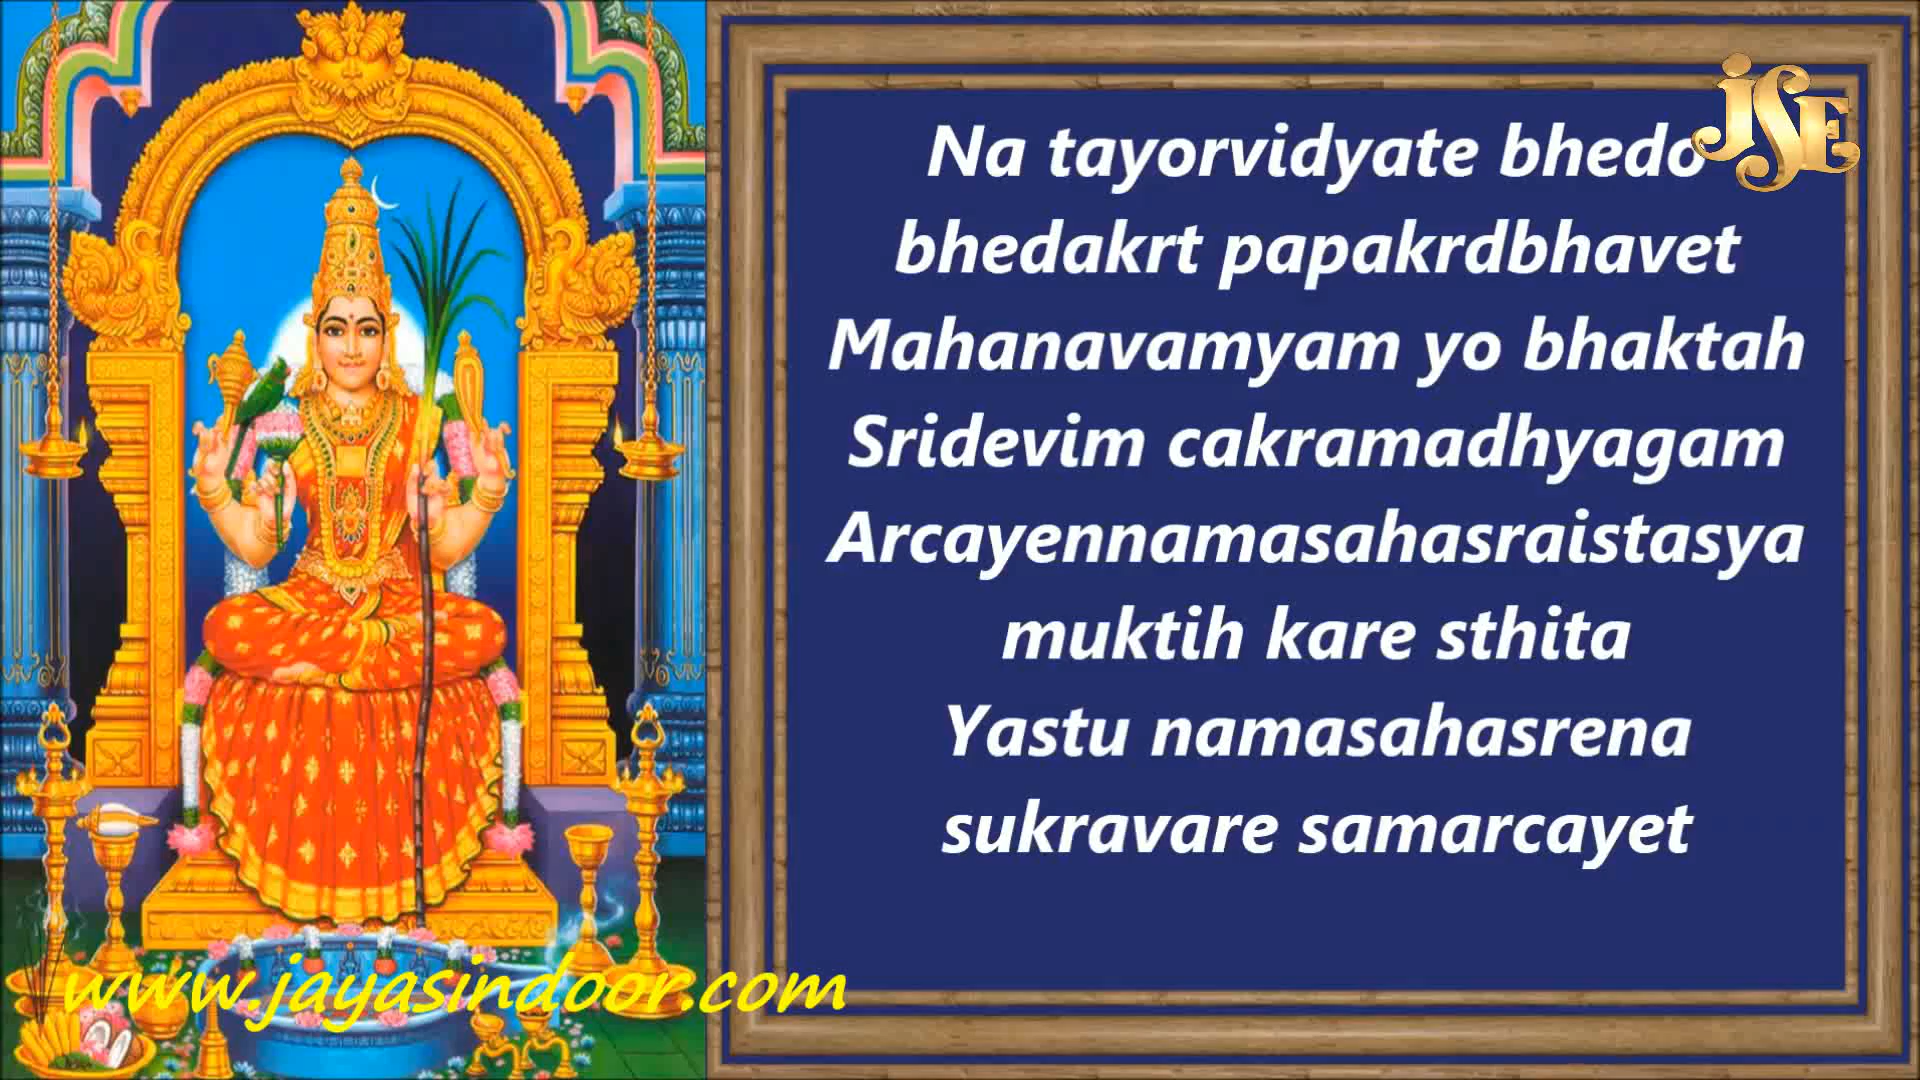 JSE
Na tayorvidyate bhedo
bhedakrt papakrdbhavet
Mahanavamyam yo bhaktah
Sridevim cakramadhyagam
Arcayennamasahasraistasya
muktih kare sthita
Yastu namasahasrena
sukravare samarcayet
www.jayasindoor.com